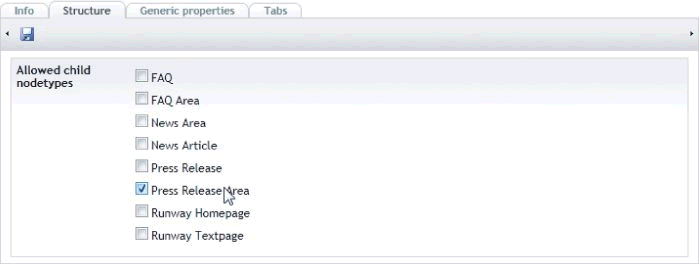 Info Structure Generic properties Tabs
Allowed child
nodetypes
FAQ
FAQ Area
News Area
News Article
Press Release
Press Release Area
Runway Homepage
Runway Textpage